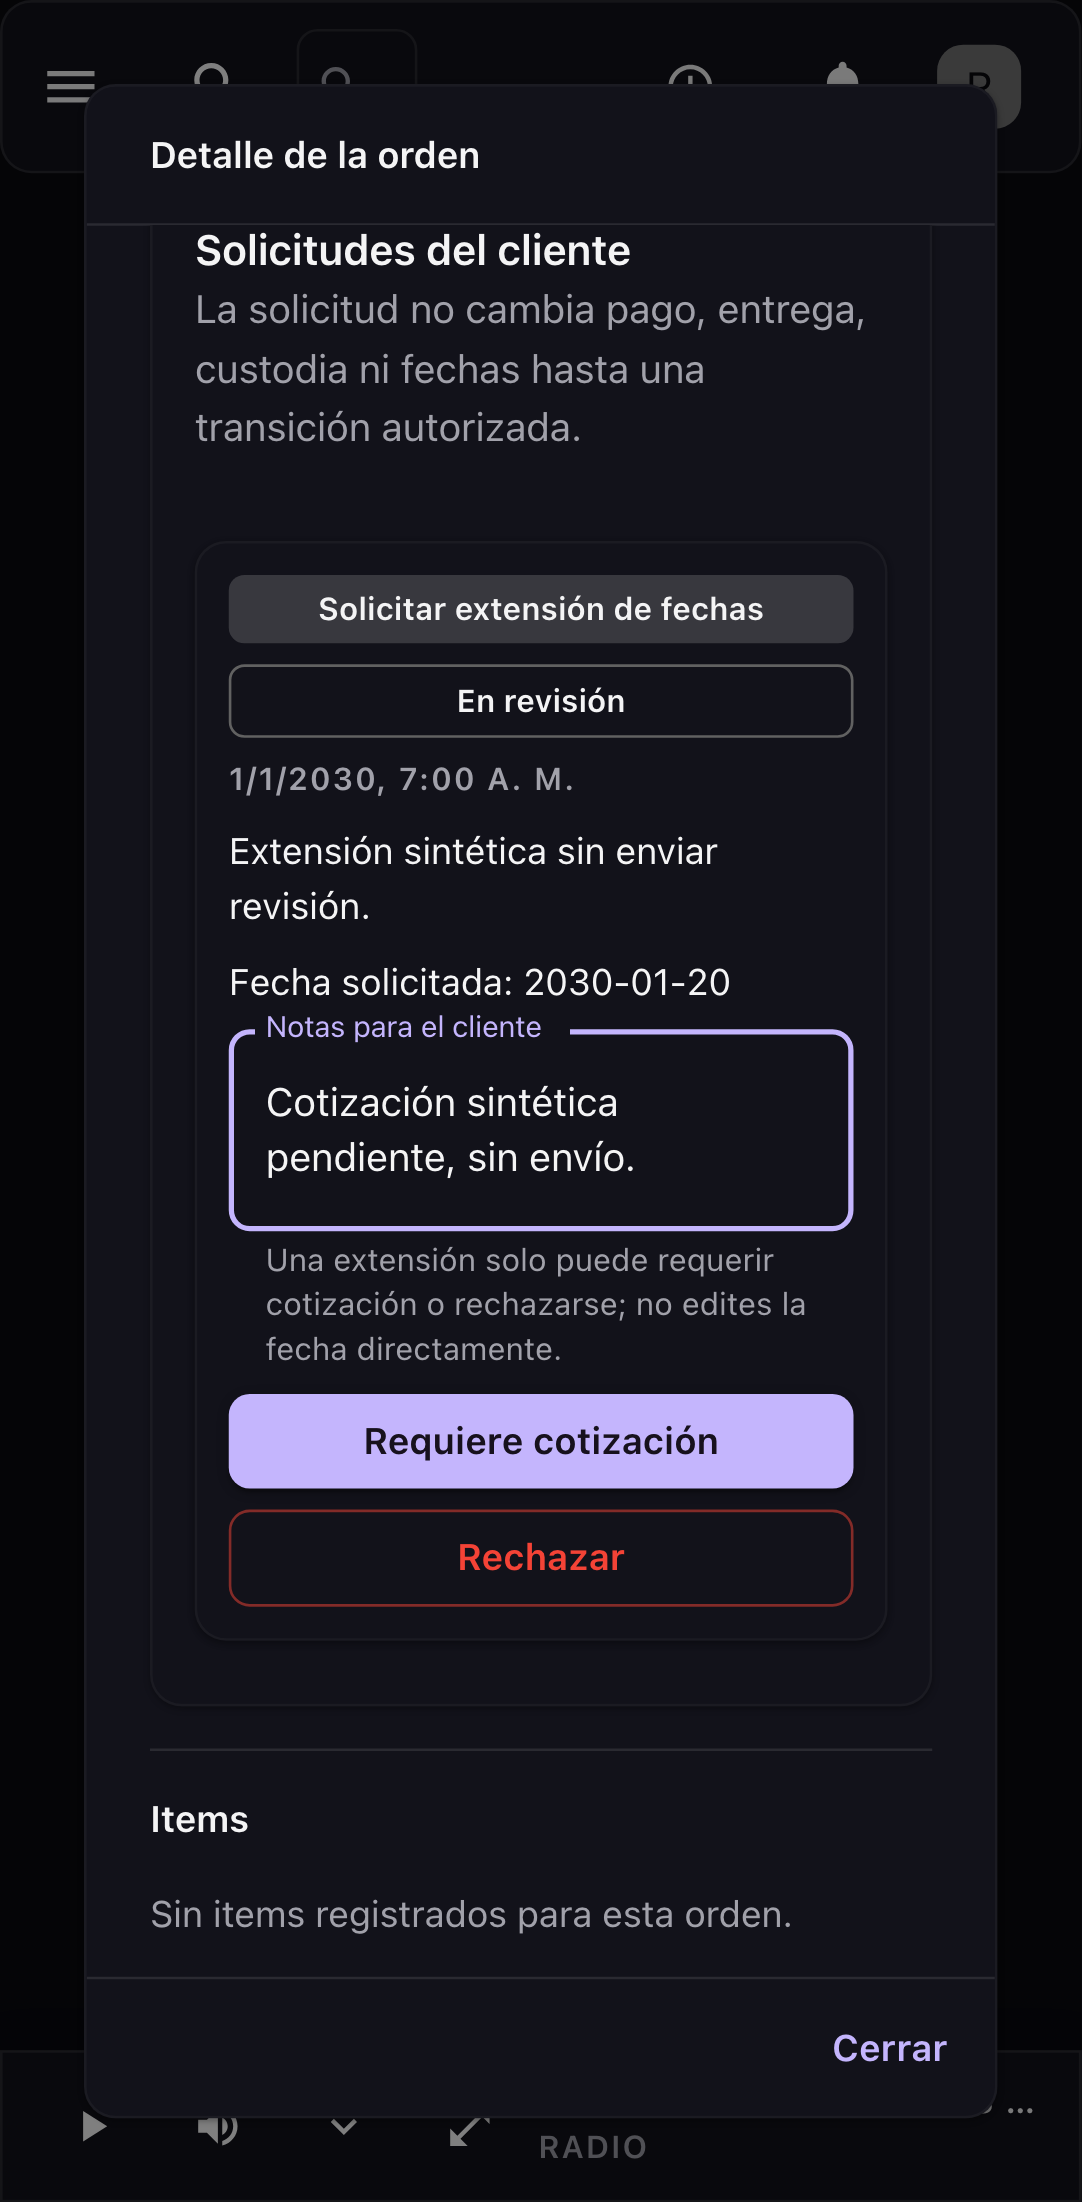 Detalle de la orden
Solicitudes del cliente
La solicitud no cambia pago, entrega,
custodia ni fechas hasta una
transición autorizada.
Solicitar extensión de fechas
En revisión
1/1/2030, 7:00 A. M.
Extensión sintética sin enviar
revisión.
Fecha solicitada: 2030-01-20
Notas para el cliente
Cotización sintética
pendiente, sin envío.
Una extensión solo puede requerir
cotización o rechazarse; no edites la
fecha directamente.
Requiere cotización
Rechazar
Items
Sin items registrados para esta orden.
Cerrar
RADIO